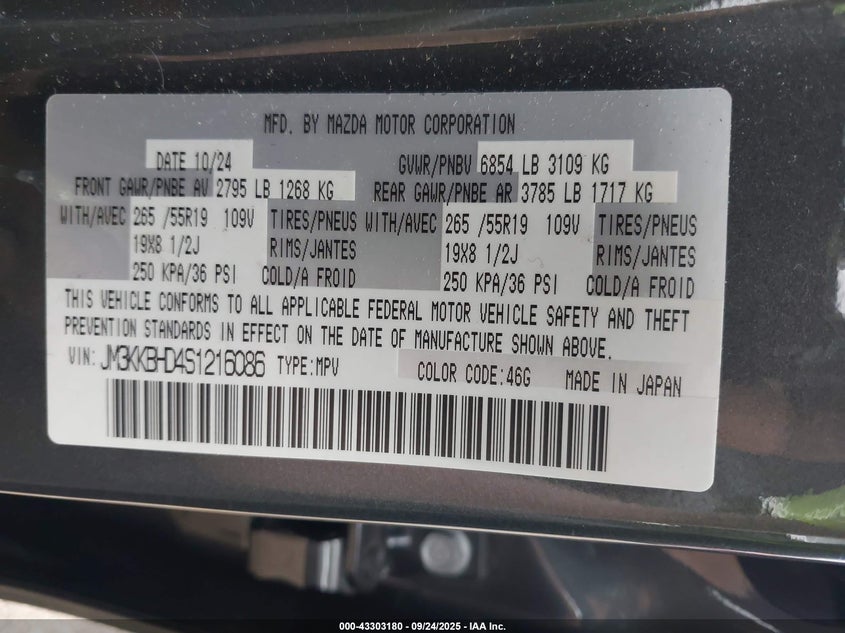 MFD. BY MAZDA MOTOR CORPORATION
DATE 10/24 GVWR/PNBV 6854 LB 3109 KG
FRONT GAWR/PNBE AV 2795 LB 1268 KG REAR GAWR/PNBE AR 3785 LB 1717 KG
WITH/AVEC 265 /55R19 109V TIRES/PNEUS WITH/AVEC 265 /55R19 109V TIRES/PNEUS
19X8 1/2J RIMS/JANTES 19X8 1/2J RIMS/JANTES
250 KPA/36 PSI COLD/A FROID 250 KPA/36 PSI COLD/A FROID
THIS VEHICLE CONFORMS TO ALL APPLICABLE FEDERAL MOTOR VEHICLE SAFETY AND THEFT
PREVENTION STANDARDS IN EFFECT ON THE DATE OF MANUFACTURE SHOWN ABOVE.
VIN: JM3KKBHD4S1216086 TYPE:MPV COLOR CODE:46G MADE IN JAPAN
000-43303180 - 09/24/2025 - IAA Inc.